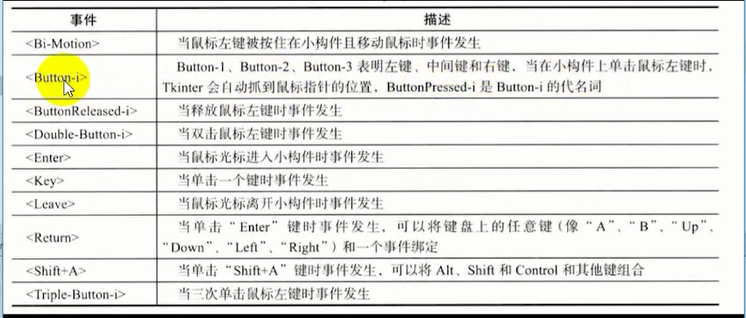 事件 描述
<Bi-Motion> 当鼠标左键被按住在小构件且移动鼠标时事件发生
<Button-i> Button-1、Button-2、Button-3 表明左键、中间键和右键，当在小构件上单击鼠标左键时，
Tkinter 会自动抓到鼠标指针的位置，ButtonPressed-i 是 Button-i 的代名词
<ButtonReleased-i> 当释放鼠标左键时事件发生
<Double-Button-i> 当双击鼠标左键时事件发生
<Enter> 当鼠标光标进入小构件时事件发生
<Key> 当单击一个键时事件发生
<Leave> 当鼠标光标离开小构件时事件发生
<Return> 当单击“Enter”键时事件发生，可以将键盘上的任意键（像“A”、“B”、“Up”、
“Down”、“Left”、“Right”）和一个事件绑定
<Shift+A> 当单击“Shift+A”键时事件发生，可以将 Alt、Shift 和 Control 和其他键组合
<Triple-Button-i> 当三次单击鼠标左键时事件发生